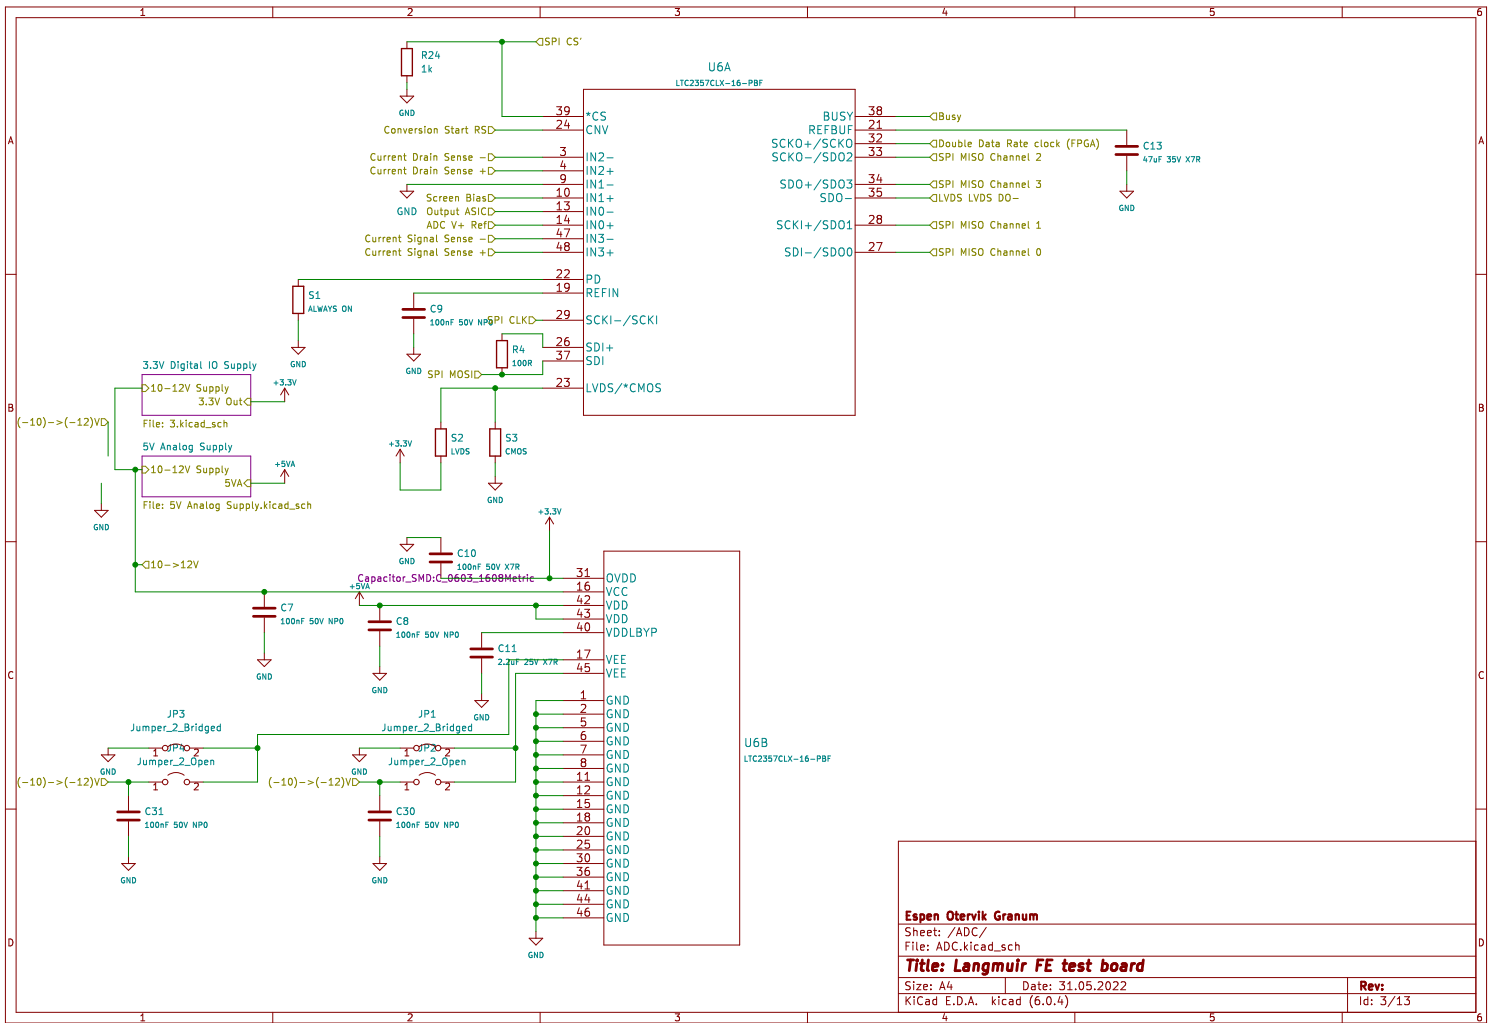 1 2 3 4 5 6
A
B
C
D
R24
1k
GND
SPI CS'
U6A
LTC2357CLX-16-PBF
39 *CS
Conversion Start RS 24 CNV
Current Drain Sense - 3 IN2-
Current Drain Sense + 4 IN2+
9 IN1-
GND
Screen Bias 10 IN1+
Output ASIC 13 IN0-
ADC V+ Ref 14 IN0+
Current Signal Sense - 47 IN3-
Current Signal Sense + 48 IN3+
22 PD
19 REFIN
SPI CLK 29 SCKI-/SCKI
26 SDI+
37 SDI
SPI MOSI
23 LVDS/*CMOS
BUSY 38 Busy
REFBUF 21
SCKO+/SCKO 32 Double Data Rate clock (FPGA)
SCKO-/SDO2 33 SPI MISO Channel 2
SDO+/SDO3 34 SPI MISO Channel 3
SDO- 35 LVDS LVDS DO-
SCKI+/SDO1 28 SPI MISO Channel 1
SDI-/SDO0 27 SPI MISO Channel 0
C13
47uF 35V X7R
GND
S1
ALWAYS ON
GND
C9
100nF 50V NP0
GND
R4
100R
S2
LVDS
+3.3V
S3
CMOS
GND
3.3V Digital IO Supply
10-12V Supply
3.3V Out
+3.3V
File: 3.kicad_sch
(-10)->(-12)V
5V Analog Supply
10-12V Supply
5VA
+5VA
File: 5V Analog Supply.kicad_sch
GND
10->12V
+3.3V
GND
C10
100nF 50V X7R
Capacitor_SMD:C_0603_1608Metric
+5VA
C7
100nF 50V NP0
GND
C8
100nF 50V NP0
GND
C11
2.2uF 25V X7R
GND
31 OVDD
16 VCC
42 VDD
43 VDD
40 VDDLBYP
17 VEE
45 VEE
1 GND
2 GND
5 GND
6 GND
7 GND
8 GND
11 GND
12 GND
15 GND
18 GND
20 GND
25 GND
30 GND
36 GND
41 GND
44 GND
46 GND
GND
U6B
LTC2357CLX-16-PBF
JP3
Jumper_2_Bridged
1 2
GND
JP4
Jumper_2_Open
1 2
(-10)->(-12)V
C31
100nF 50V NP0
GND
JP1
Jumper_2_Bridged
1 2
GND
JP2
Jumper_2_Open
1 2
(-10)->(-12)V
C30
100nF 50V NP0
GND
Espen Otervik Granum
Sheet: /ADC/
File: ADC.kicad_sch
Title: Langmuir FE test board
Size: A4 Date: 31.05.2022 Rev:
KiCad E.D.A. kicad (6.0.4) Id: 3/13
A
B
C
D
1 2 3 4 5 6